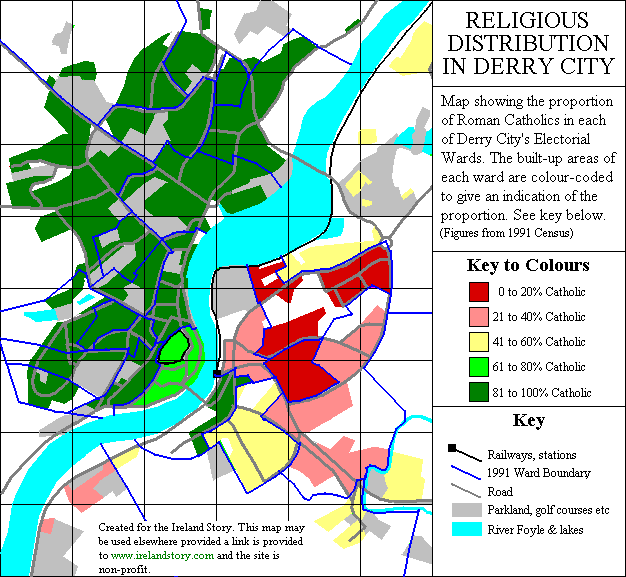 RELIGIOUS
DISTRIBUTION
IN DERRY CITY
Map showing the proportion
of Roman Catholics in each
of Derry City's Electorial
Wards. The built-up areas of
each ward are colour-coded
to give an indication of the
proportion. See key below.
(Figures from 1991 Census)
Key to Colours
0 to 20% Catholic
21 to 40% Catholic
41 to 60% Catholic
61 to 80% Catholic
81 to 100% Catholic
Key
Railways, stations
1991 Ward Boundary
Road
Parkland, golf courses etc
River Foyle & lakes
Created for the Ireland Story. This map may
be used elsewhere provided a link is provided
to www.irelandstory.com and the site is
non-profit.